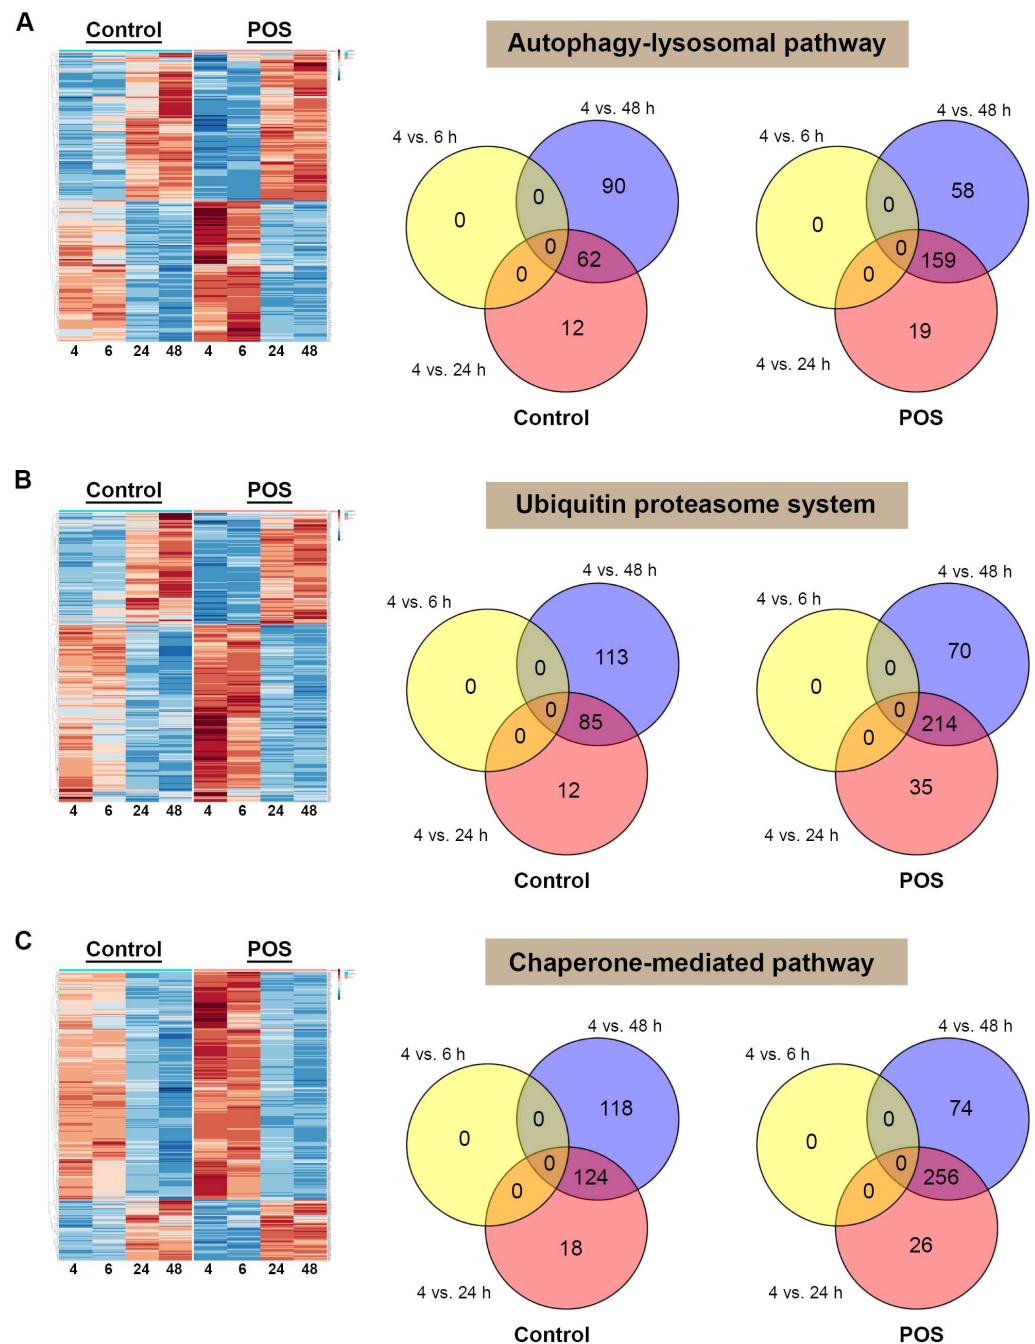 A
Control
POS
4 6 24 48 4 6 24 48
Autophagy-lysosomal pathway
4 vs. 6 h
4 vs. 48 h
0
0
90
0
0
62
12
4 vs. 24 h
Control
4 vs. 6 h
4 vs. 48 h
0
0
58
0
0
159
19
4 vs. 24 h
POS
B
Control
POS
4 6 24 48 4 6 24 48
Ubiquitin proteasome system
4 vs. 6 h
4 vs. 48 h
0
0
113
0
0
85
12
4 vs. 24 h
Control
4 vs. 6 h
4 vs. 48 h
0
0
70
0
0
214
35
4 vs. 24 h
POS
C
Control
POS
4 6 24 48 4 6 24 48
Chaperone-mediated pathway
4 vs. 6 h
4 vs. 48 h
0
0
118
0
0
124
18
4 vs. 24 h
Control
4 vs. 6 h
4 vs. 48 h
0
0
74
0
0
256
26
4 vs. 24 h
POS